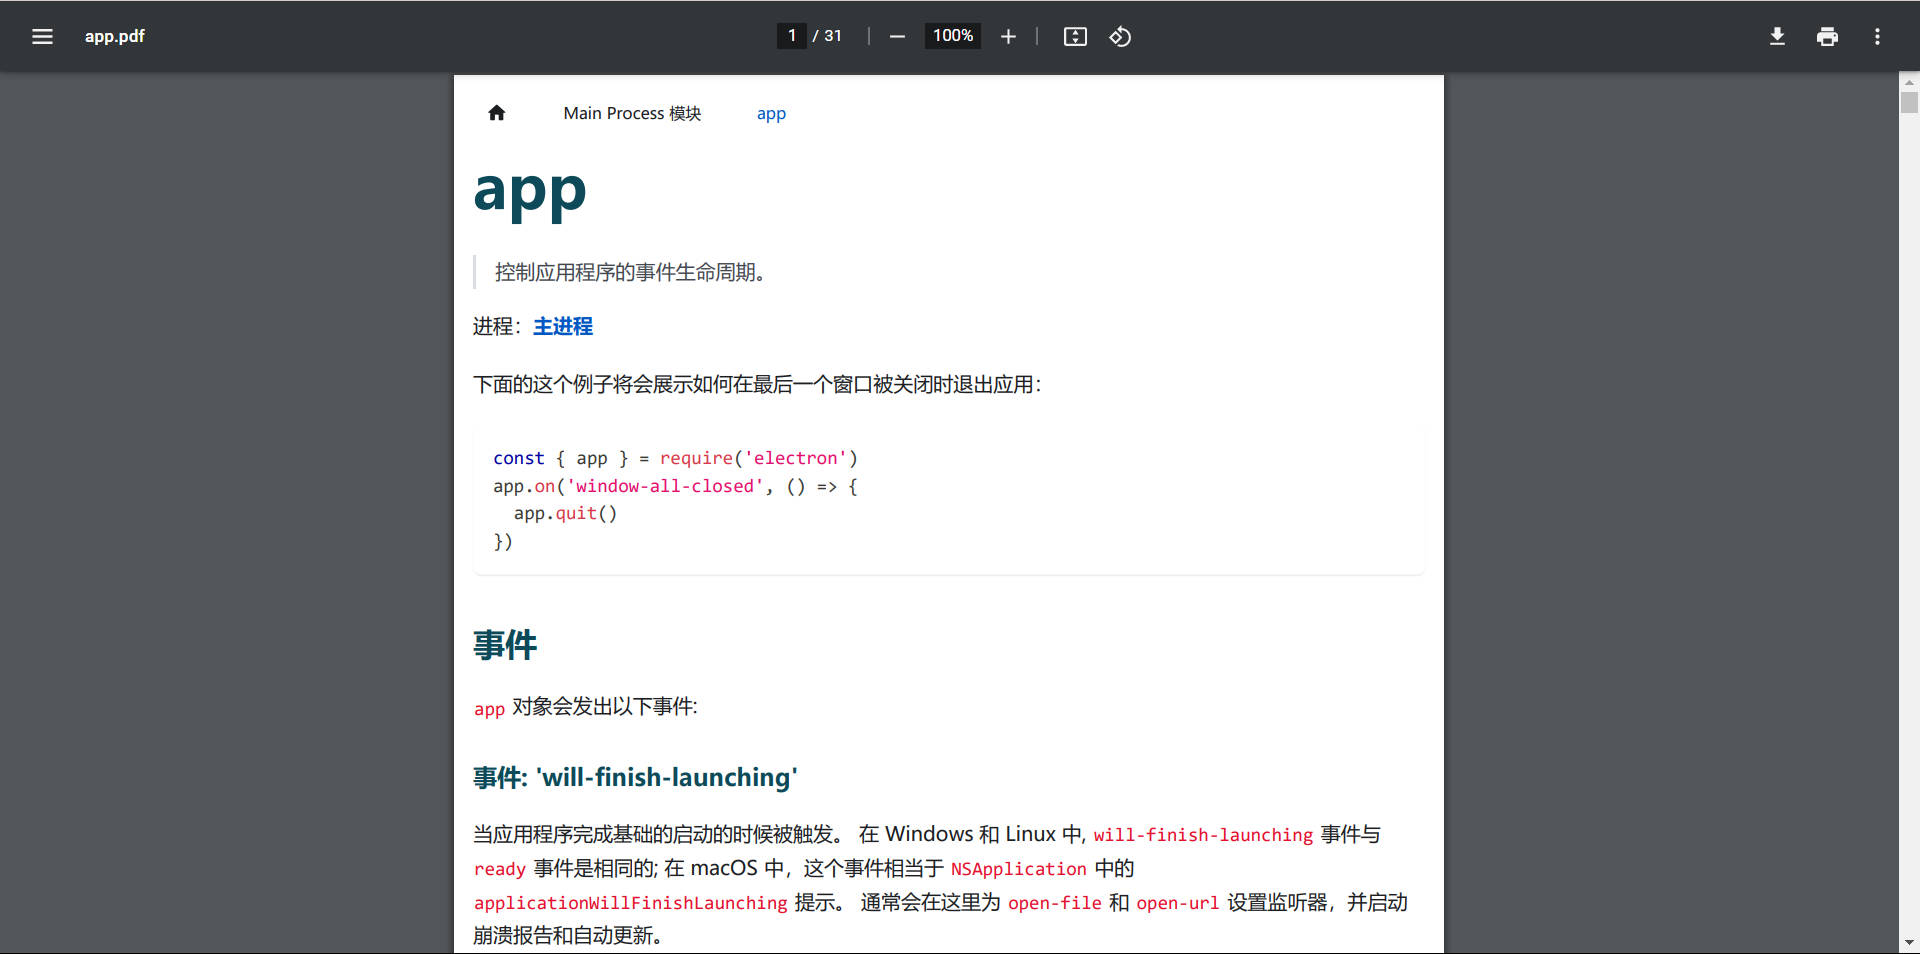 app.pdf
1 / 31
100%
Main Process 模块 app
app
控制应用程序的事件生命周期。
进程：主进程
下面的这个例子将会展示如何在最后一个窗口被关闭时退出应用：
const { app } = require('electron')
app.on('window-all-closed', () => {
  app.quit()
})
事件
app 对象会发出以下事件:
事件: 'will-finish-launching'
当应用程序完成基础的启动的时候被触发。 在 Windows 和 Linux 中, will-finish-launching 事件与
ready 事件是相同的; 在 macOS 中，这个事件相当于 NSApplication 中的
applicationWillFinishLaunching 提示。 通常会在这里为 open-file 和 open-url 设置监听器，并启动
崩溃报告和自动更新。